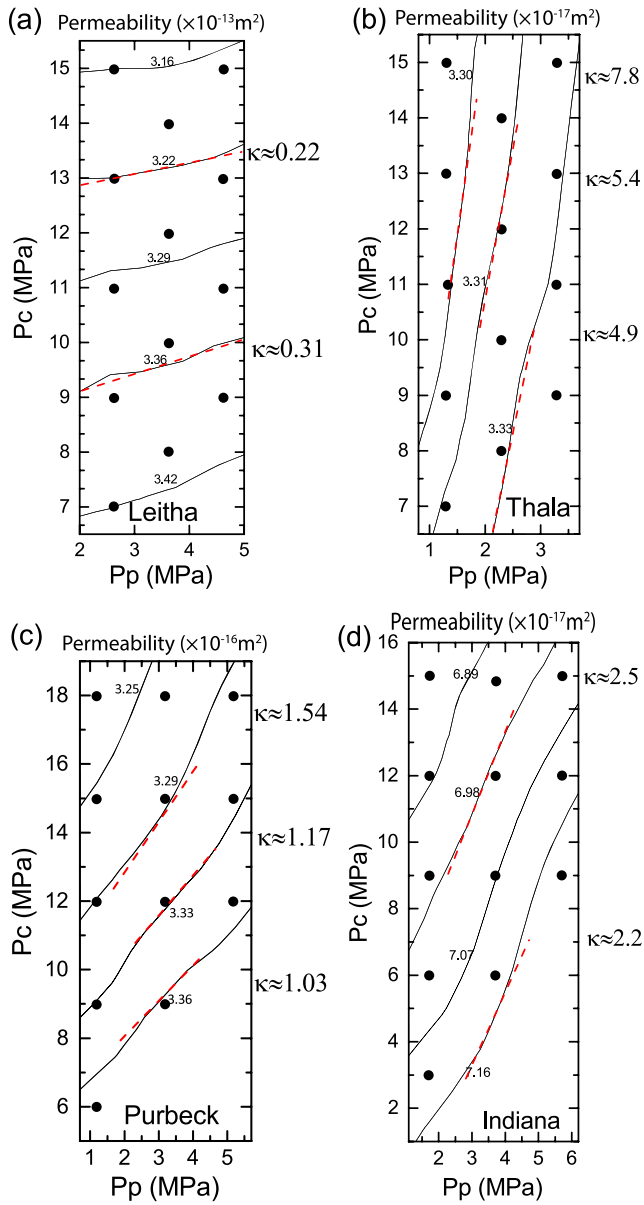 (a)
Permeability (×10-13m2)
15
14
13
12
11
10
9
8
7
Pc (MPa)
3.16
3.22
3.29
3.36
3.42
κ≈0.22
κ≈0.31
Leitha
2 3 4 5
Pp (MPa)
(b)
Permeability (×10-17m2)
15
14
13
12
11
10
9
8
7
Pc (MPa)
3.30
3.31
3.33
κ≈7.8
κ≈5.4
κ≈4.9
Thala
1 2 3
Pp (MPa)
(c)
Permeability (×10-16m2)
18
16
14
12
10
8
6
Pc (MPa)
3.25
3.29
3.33
3.36
κ≈1.54
κ≈1.17
κ≈1.03
Purbeck
1 2 3 4 5
Pp (MPa)
(d)
Permeability (×10-17m2)
16
14
12
10
8
6
4
2
Pc (MPa)
6.89
6.98
7.07
7.16
κ≈2.5
κ≈2.2
Indiana
2 3 4 5 6
Pp (MPa)